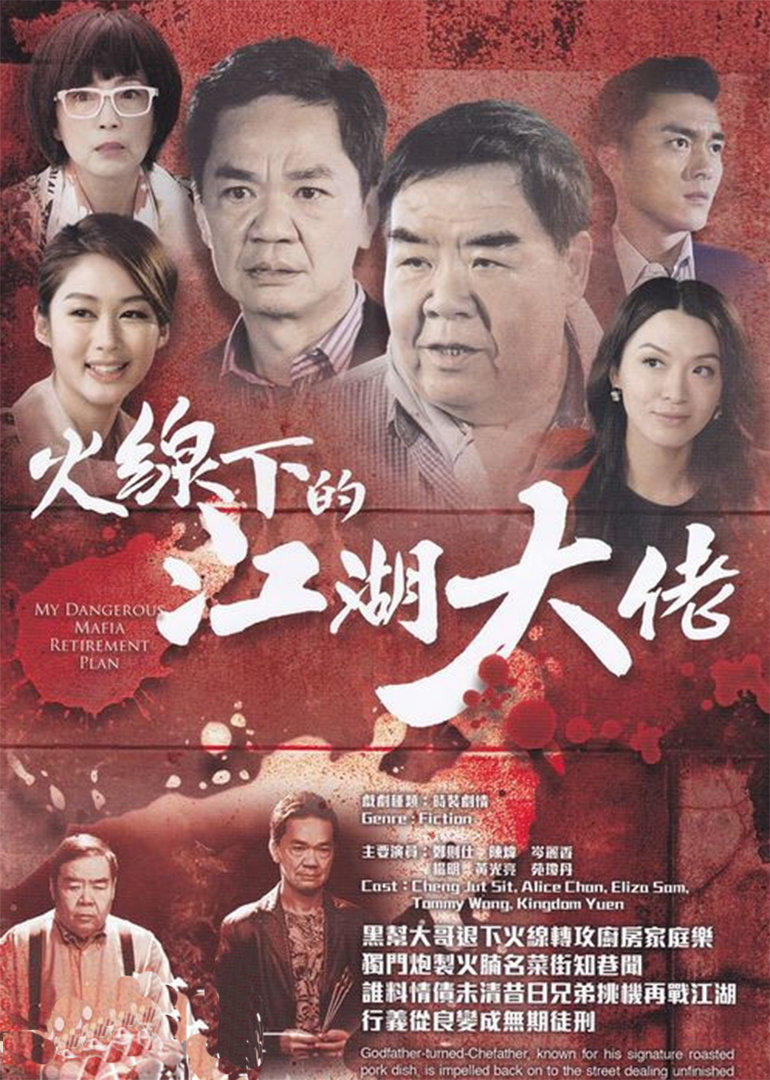 火線下的
江湖大佬
MY DANGEROUS
MAFIA
RETIREMENT
PLAN
戲劇種類：時裝劇情
Genre : Fiction
主要演員：鄭則仕 陳煒 岑麗香
楊明 黃光亮 苑瓊丹
Cast : Cheng Jut Sit, Alice Chan, Eliza Sam,
Tommy Wong, Kingdom Yuen
黑幫大哥退下火線轉攻廚房家庭樂
獨門炮製火腩名菜街知巷聞
誰料情債未清昔日兄弟挑機再戰江湖
行義從良變成無期徒刑
Godfather-turned-Chefather, known for his signature roasted
pork dish, is impelled back on to the street dealing unfinished